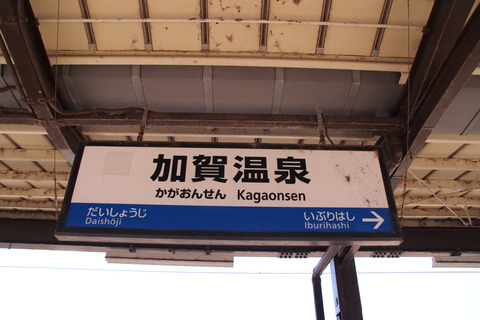 加賀温泉
かがおんせん Kagaonsen
だいしょうじ いぶりはし
Daishōji Iburihashi